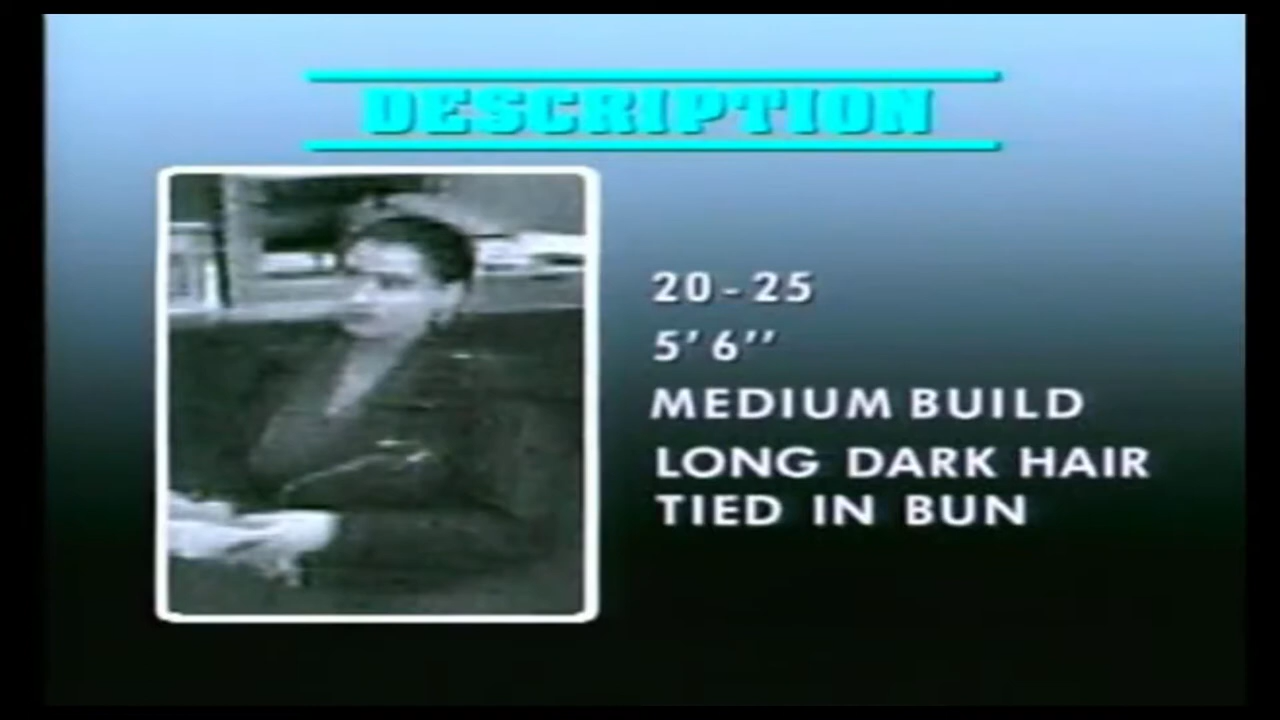 DESCRIPTION
20-25
5'6''
MEDIUM BUILD
LONG DARK HAIR
TIED IN BUN